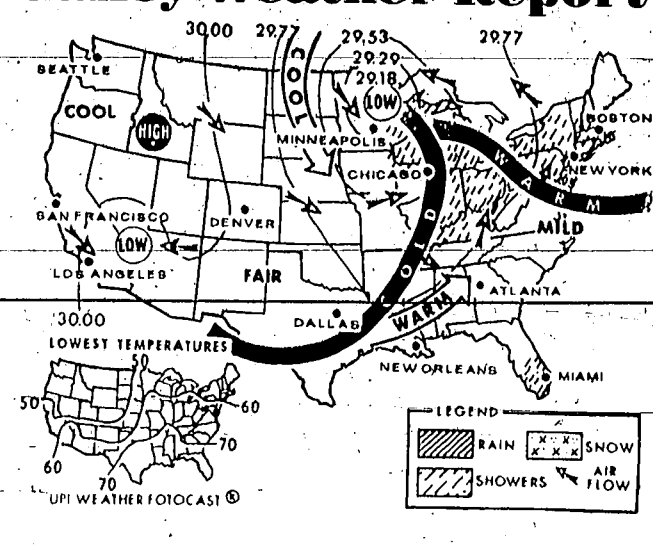 Weather Report
30.00
29.77
29.53
29.77
29.29
29.18
SEATTLE
COOL
COOL
LOW
HIGH
MINNEAPOLIS
BOSTON
WARM
CHICAGO
NEW YORK
SAN FRANCISCO
DENVER
COLD
MILD
LOW
LOS ANGELES
FAIR
ATLANTA
WARM
30.00
DALLAS
LOWEST TEMPERATURES
50
NEW ORLEANS
MIAMI
50
60
70
60
70
LEGEND
RAIN
SNOW
SHOWERS
AIR
FLOW
UPI WEATHER FOTOCAST ®